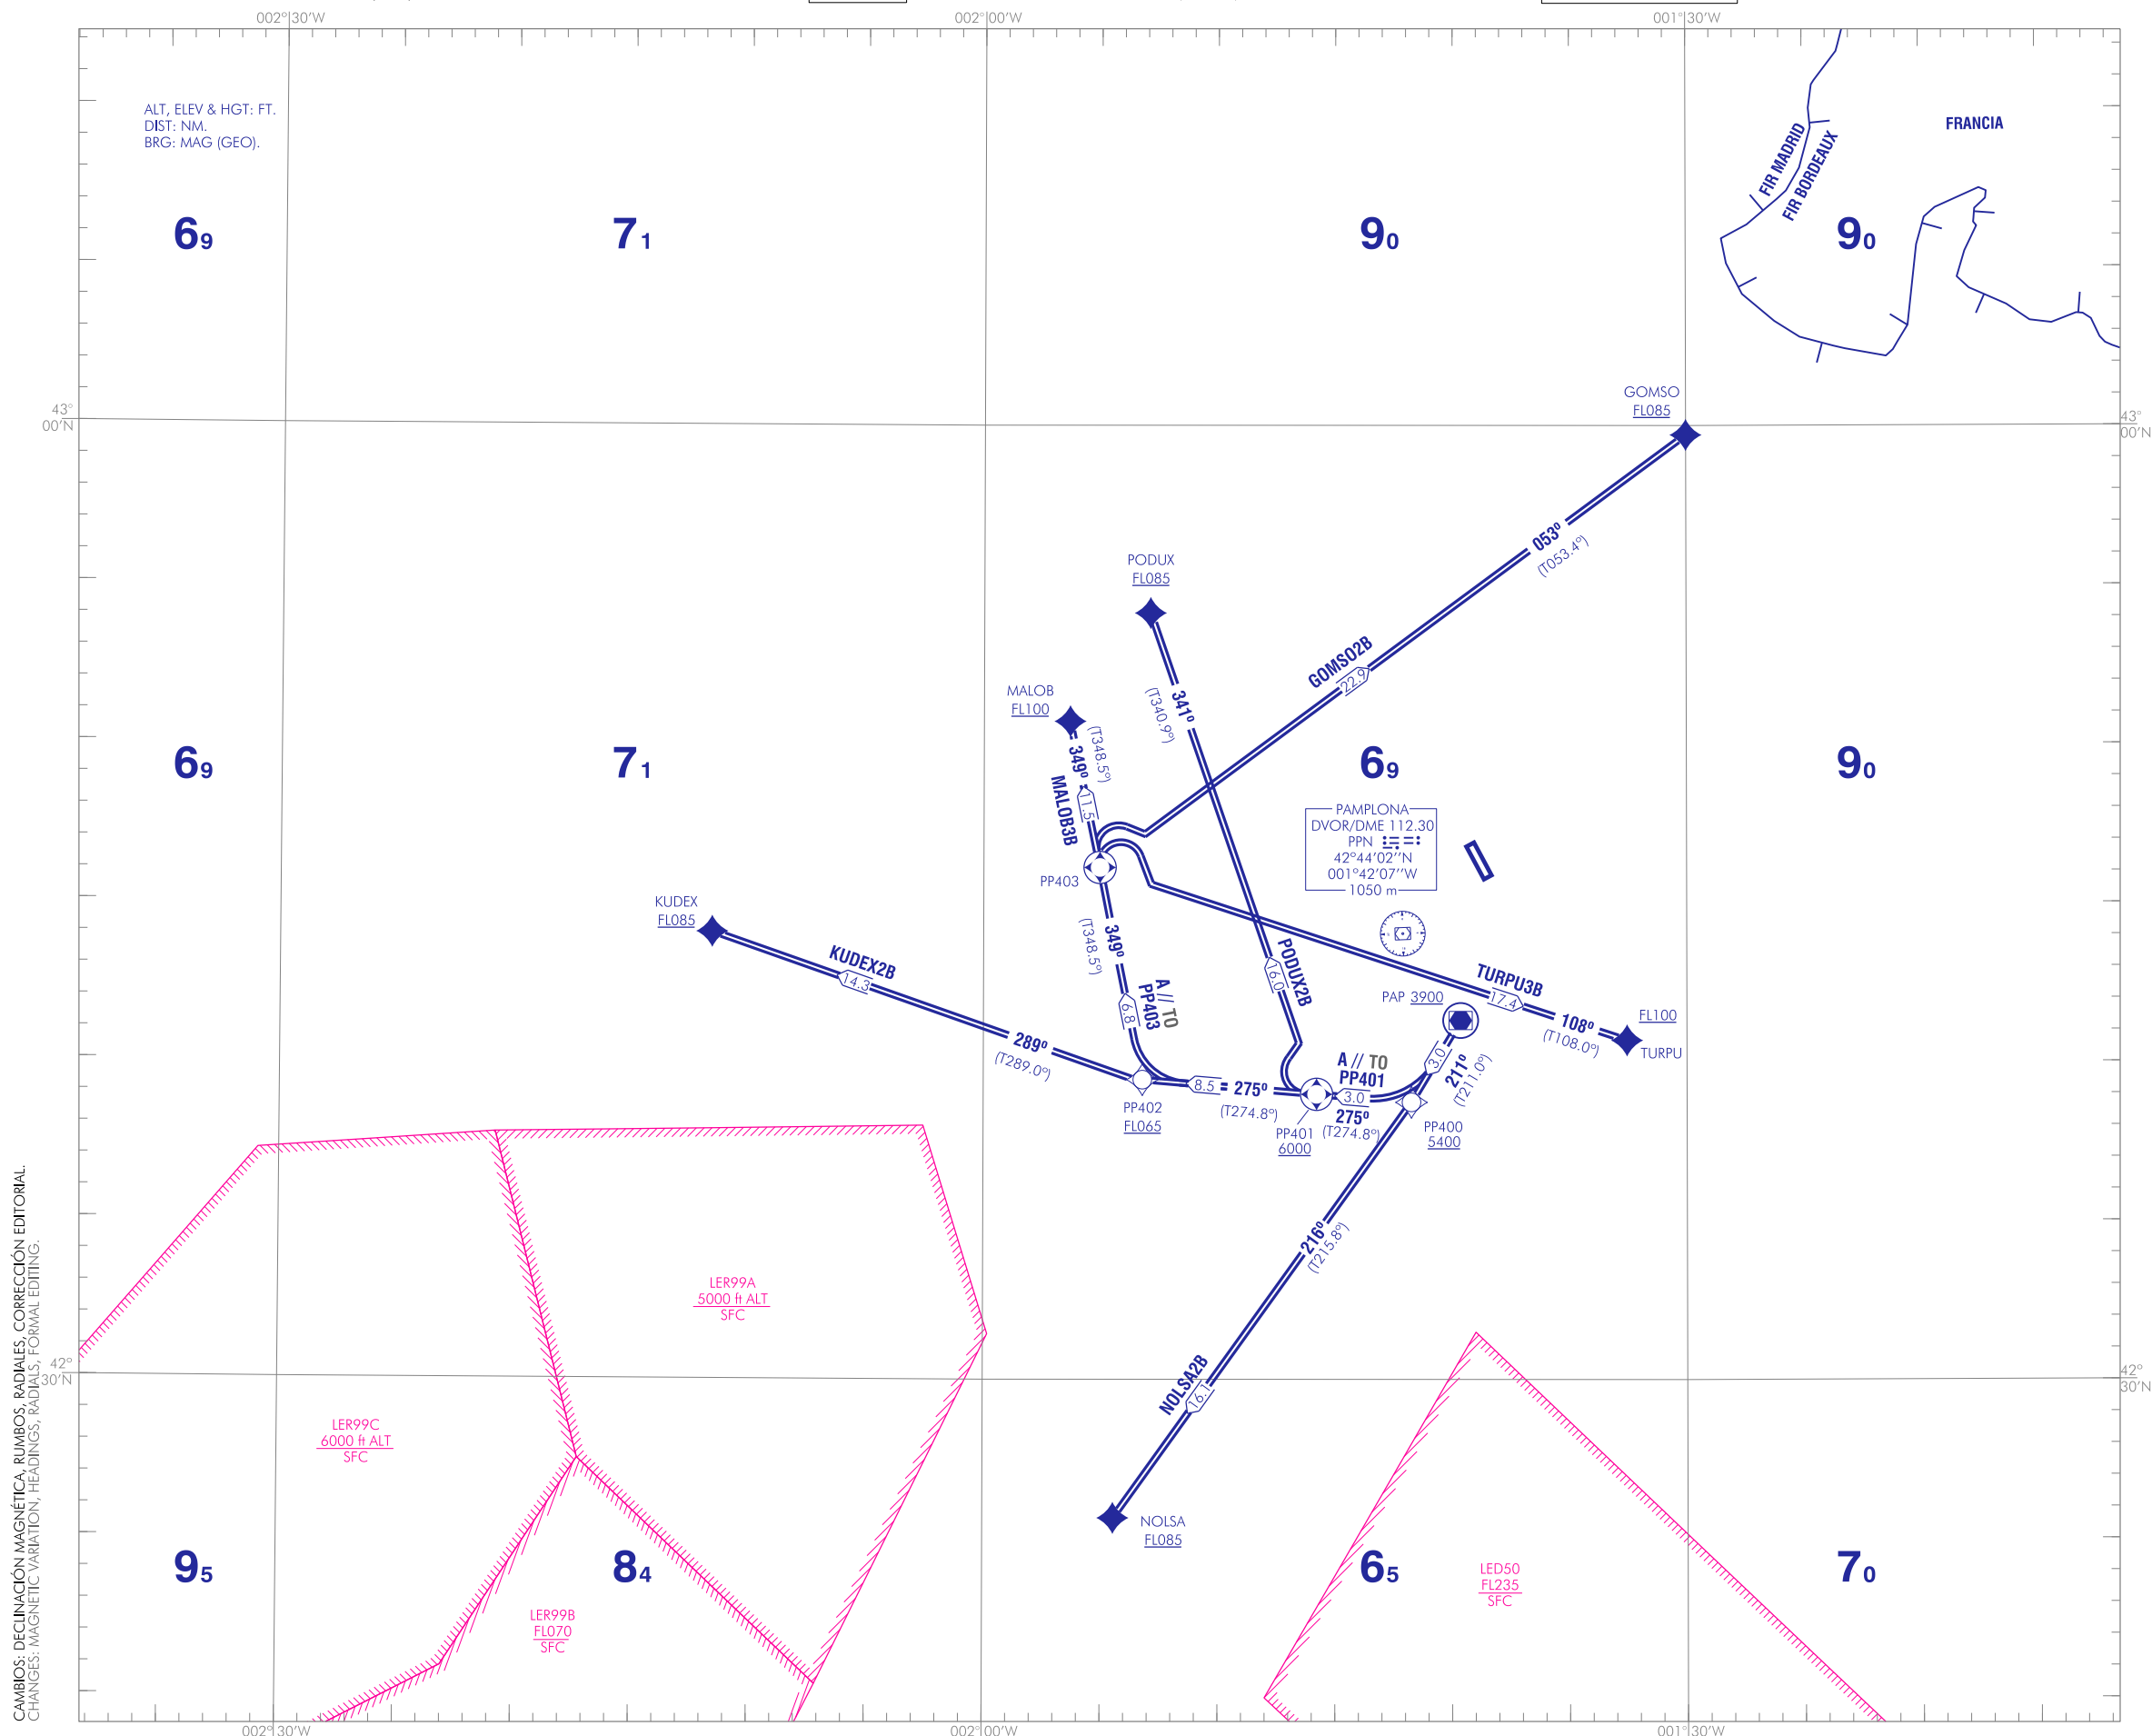 002°30'W
002°00'W
001°30'W
ALT, ELEV & HGT: FT.
DIST: NM.
BRG: MAG (GEO).
FRANCIA
FIR MADRID
FIR BORDEAUX
69
71
90
90
GOMSO
FL085
43°
00'N
43°
00'N
053°
(T053.4°)
PODUX
FL085
GOMSO2B
22.9
341°
(T340.9°)
MALOB
FL100
349°
(T348.5°)
11.5
MALOB3B
69
71
69
90
PAMPLONA
DVOR/DME 112.30
PPN
42°44'02''N
001°42'07''W
1050 m
PP403
KUDEX
FL085
KUDEX2B
14.3
349°
(T348.5°)
A // TO
PP403
6.8
PODUX2B
16.0
TURPU3B
17.4
PAP 3900
108°
(T108.0°)
FL100
TURPU
289°
(T289.0°)
A // TO
PP401
3.0
211°
(T211.0°)
8.5
275°
(T274.8°)
3.0
275°
(T274.8°)
PP402
FL065
PP401
6000
PP400
5400
216°
(T215.8°)
NOLSA2B
16.1
LER99A
5000 ft ALT
SFC
42°
30'N
42°
30'N
LER99C
6000 ft ALT
SFC
NOLSA
FL085
95
84
65
70
LED50
FL235
SFC
LER99B
FL070
SFC
002°30'W
002°00'W
001°30'W
CAMBIOS: DECLINACIÓN MAGNÉTICA, RUMBOS, RADIALES, CORRECCIÓN EDITORIAL.
CHANGES: MAGNETIC VARIATION, HEADINGS, RADIALS, FORMAL EDITING.